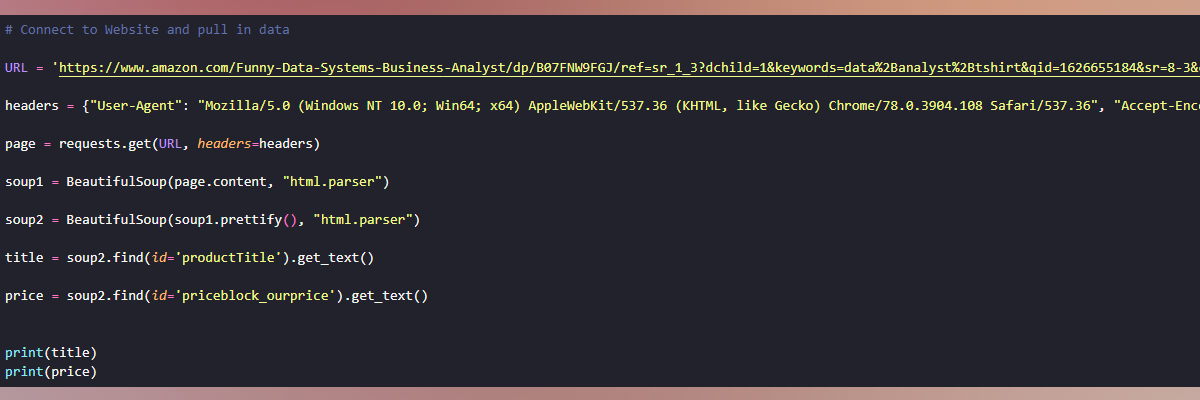 # Connect to Website and pull in data
URL = 'https://www.amazon.com/Funny-Data-Systems-Business-Analyst/dp/B07FNW9FGJ/ref=sr_1_3?dchild=1&keywords=data%2Banalyst%2Btshirt&qid=1626655184&sr=8-3&
headers = {"User-Agent": "Mozilla/5.0 (Windows NT 10.0; Win64; x64) AppleWebKit/537.36 (KHTML, like Gecko) Chrome/78.0.3904.108 Safari/537.36", "Accept-Enc
page = requests.get(URL, headers=headers)
soup1 = BeautifulSoup(page.content, "html.parser")
soup2 = BeautifulSoup(soup1.prettify(), "html.parser")
title = soup2.find(id='productTitle').get_text()
price = soup2.find(id='priceblock_ourprice').get_text()
print(title)
print(price)